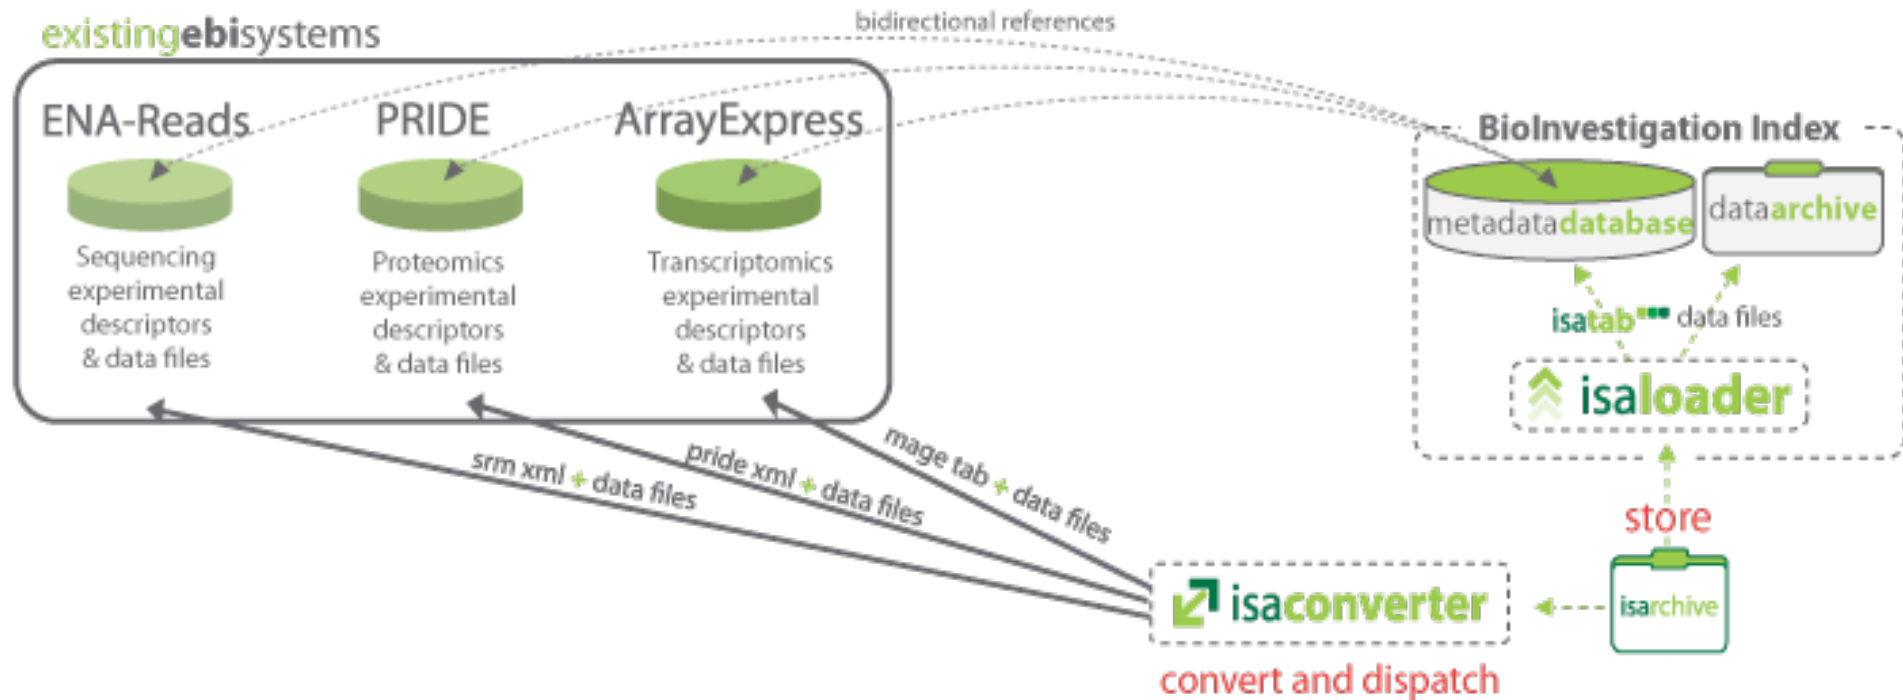 existingebisystems
bidirectional references
ENA-Reads
PRIDE
ArrayExpress
BioInvestigation Index
Sequencing
experimental
descriptors
& data files
Proteomics
experimental
descriptors
& data files
Transcriptomics
experimental
descriptors
& data files
metadatadatabase
dataarchive
isatab
data files
isaloader
srm xml + data files
pride xml + data files
mage tab + data files
store
isaconverter
isarchive
convert and dispatch